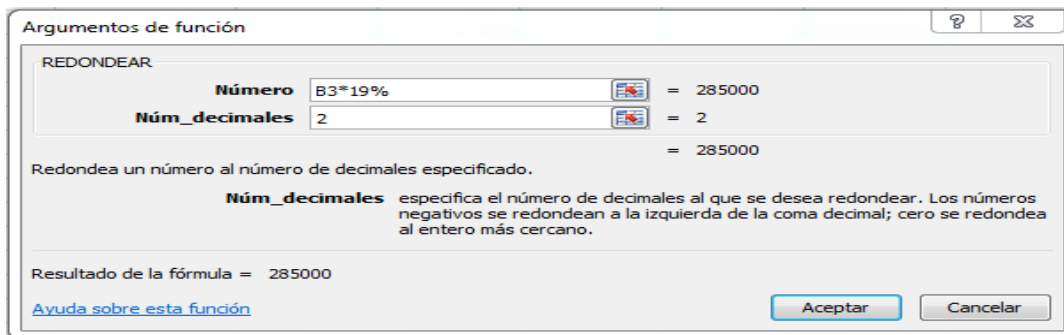 Argumentos de función
REDONDEAR
Número B3*19% = 285000
Núm_decimales 2 = 2
= 285000
Redondea un número al número de decimales especificado.
Núm_decimales especifica el número de decimales al que se desea redondear. Los números
negativos se redondean a la izquierda de la coma decimal; cero se redondea
al entero más cercano.
Resultado de la fórmula = 285000
Ayuda sobre esta función Aceptar Cancelar